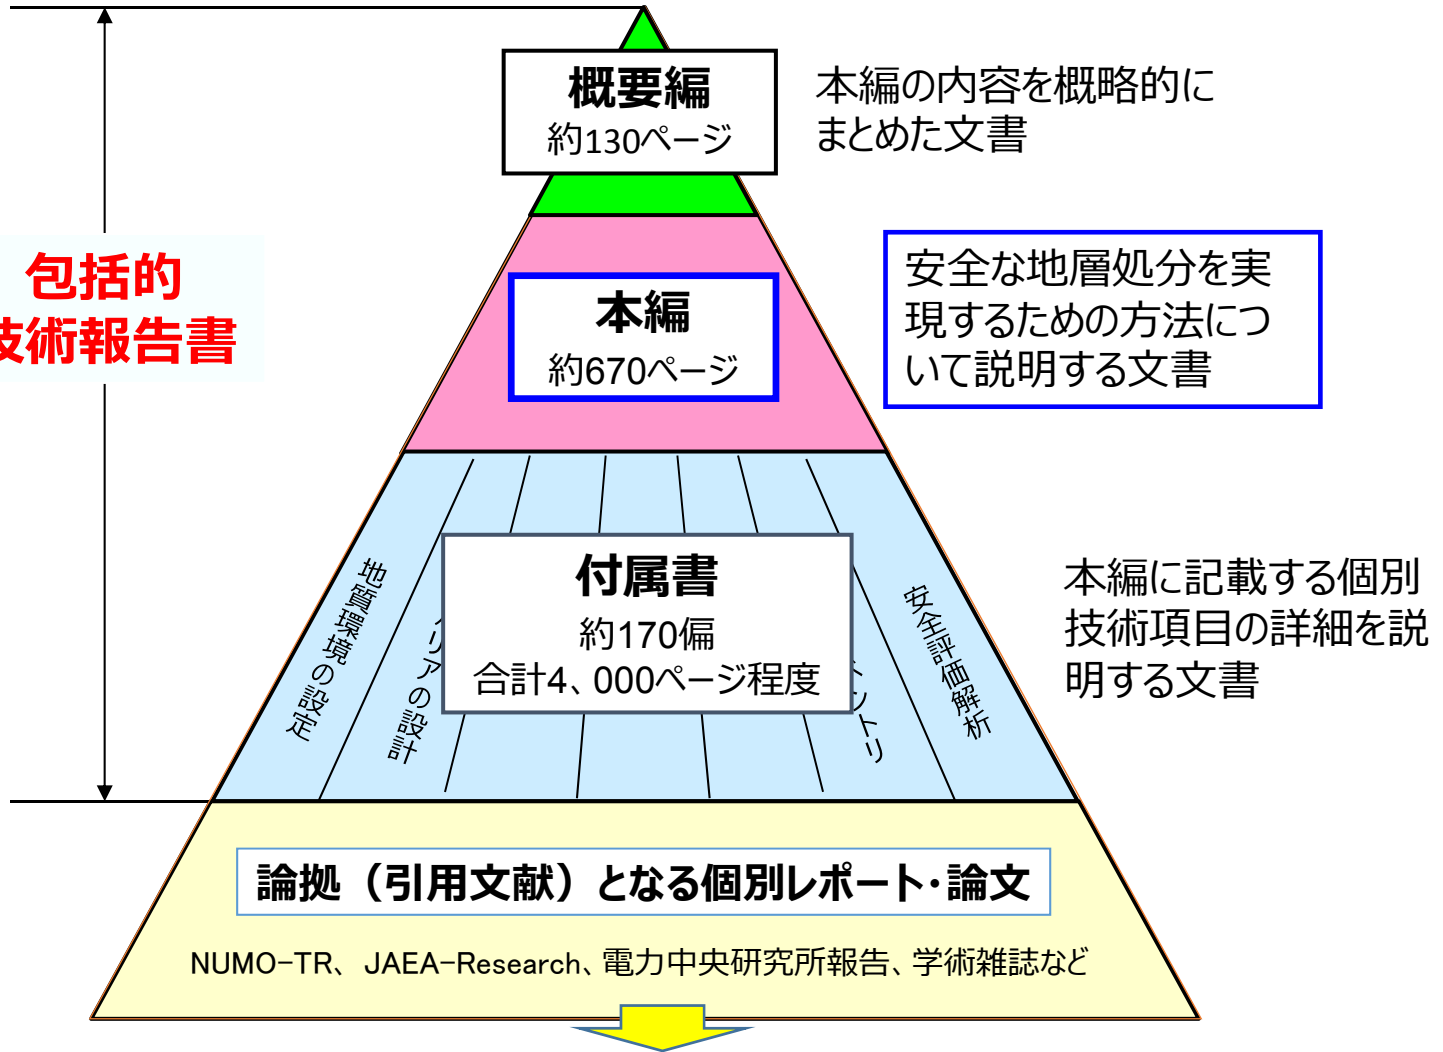 概要編
約130ページ
本編の内容を概略的に
まとめた文書
包括的
技術報告書
本編
約670ページ
安全な地層処分を実
現するための方法につ
いて説明する文書
付属書
約170偏
合計4、000ページ程度
地質環境の設定
リアの設計
ントリ
安全評価解析
本編に記載する個別
技術項目の詳細を説
明する文書
論拠（引用文献）となる個別レポート・論文
NUMO-TR、JAEA-Research、電力中央研究所報告、学術雑誌など